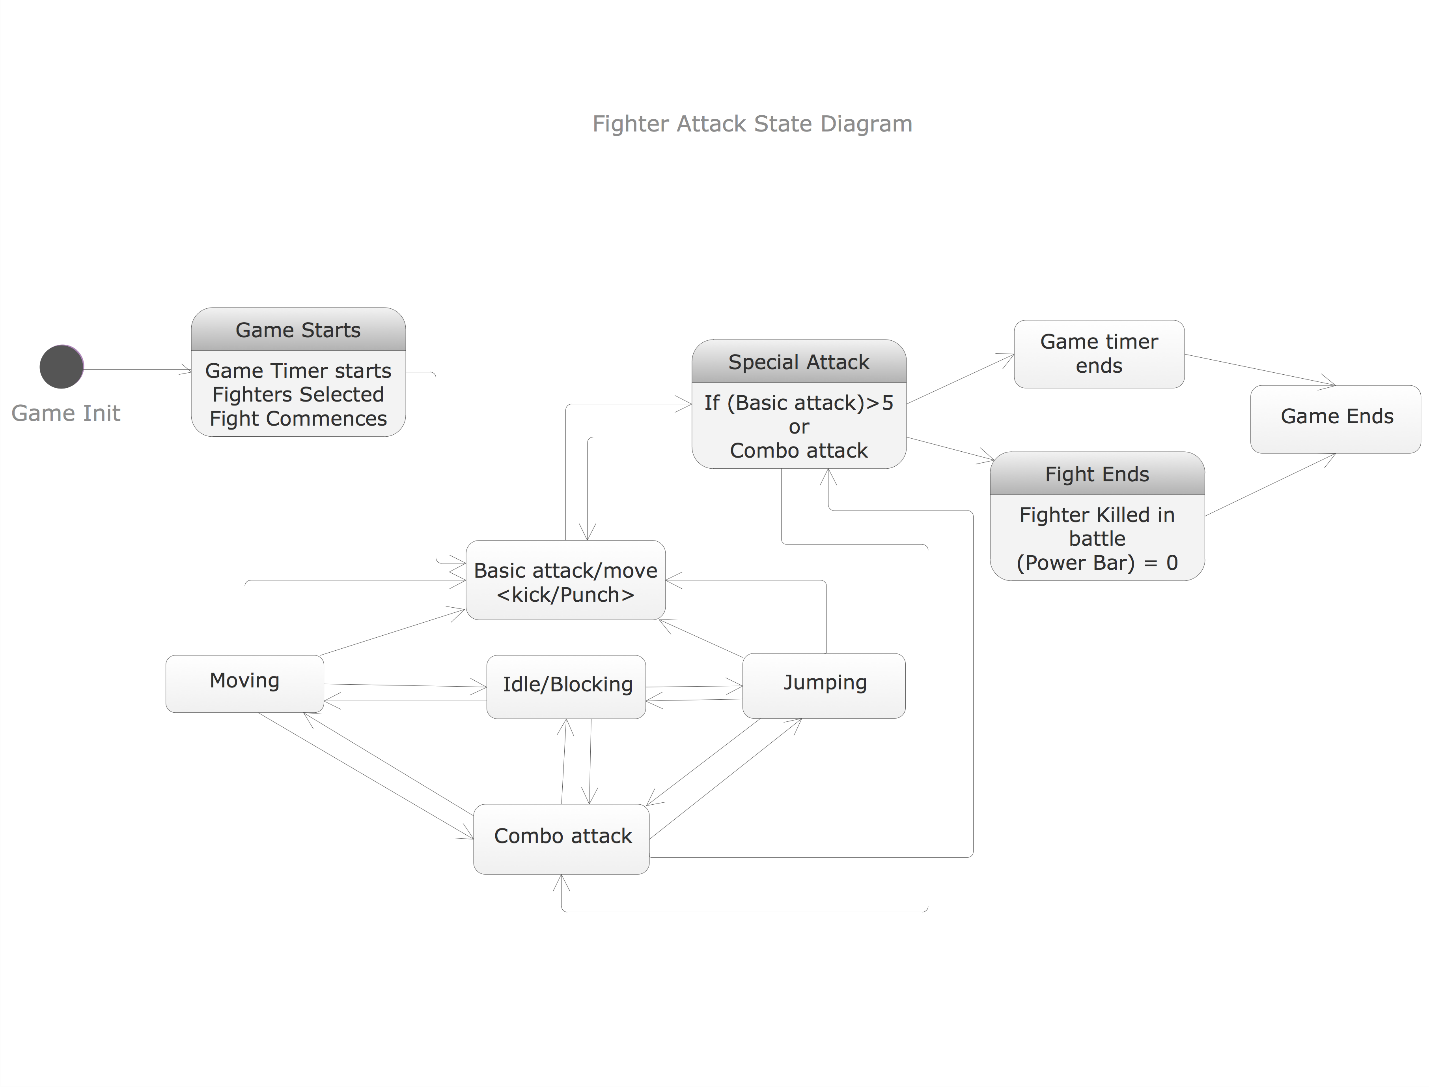 Fighter Attack State Diagram
Game Init
Game Starts
Game Timer starts
Fighters Selected
Fight Commences
Special Attack
If (Basic attack)>5
or
Combo attack
Game timer
ends
Game Ends
Fight Ends
Fighter Killed in
battle
(Power Bar) = 0
Basic attack/move
<kick/Punch>
Moving
Idle/Blocking
Jumping
Combo attack